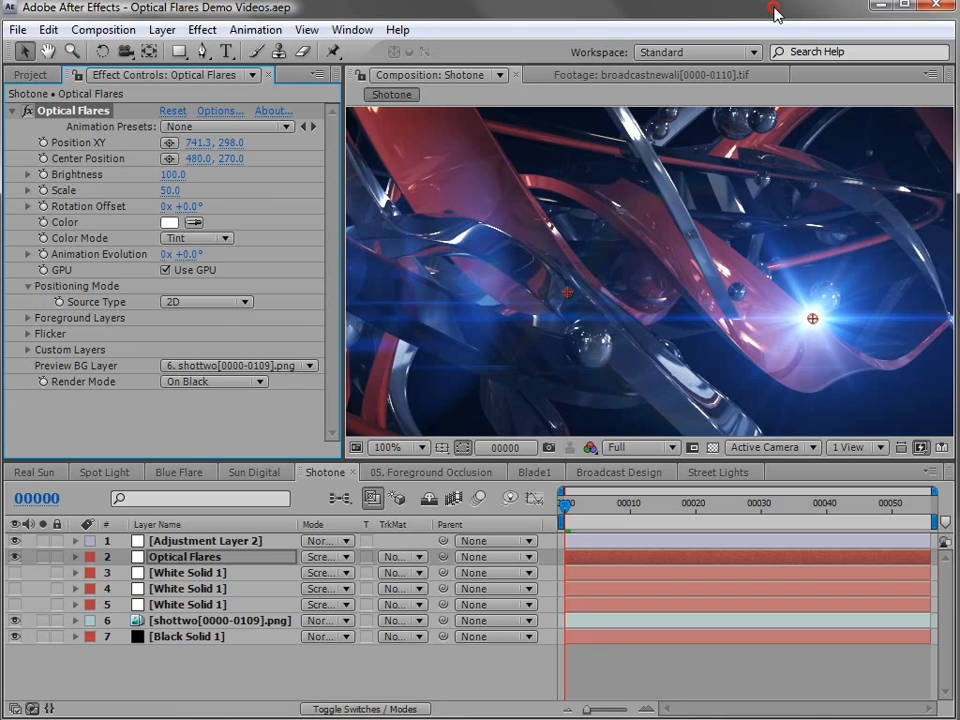 Ae Adobe After Effects - Optical Flares Demo Videos.aep
File Edit Composition Layer Effect Animation View Window Help
T Workspace: Standard Search Help
Project Effect Controls: Optical Flares Composition: Shotone Footage: broadcastnewali[0000-0110].tif
Shotone • Optical Flares Shotone
fx Optical Flares Reset Options... About...
Animation Presets: None
Position XY 741.3, 298.0
Center Position 480.0, 270.0
Brightness 100.0
Scale 50.0
Rotation Offset 0x +0.0°
Color
Color Mode Tint
Animation Evolution 0x +0.0°
GPU Use GPU
Positioning Mode
Source Type 2D
Foreground Layers
Flicker
Custom Layers
Preview BG Layer 6. shottwo[0000-0109].png
Render Mode On Black
100% 00000 Full Active Camera 1 View
Real Sun Spot Light Blue Flare Sun Digital Shotone 05. Foreground Occlusion Blade1 Broadcast Design Street Lights
00000 00010 00020 00030 00040 00050
# Layer Name Mode T TrkMat Parent
1 [Adjustment Layer 2] Nor... None
2 Optical Flares Scre... No... None
3 [White Solid 1] Scre... No... None
4 [White Solid 1] Scre... No... None
5 [White Solid 1] Scre... No... None
6 [shottwo[0000-0109].png] Nor... No... None
7 [Black Solid 1] Nor... No... None
Toggle Switches / Modes